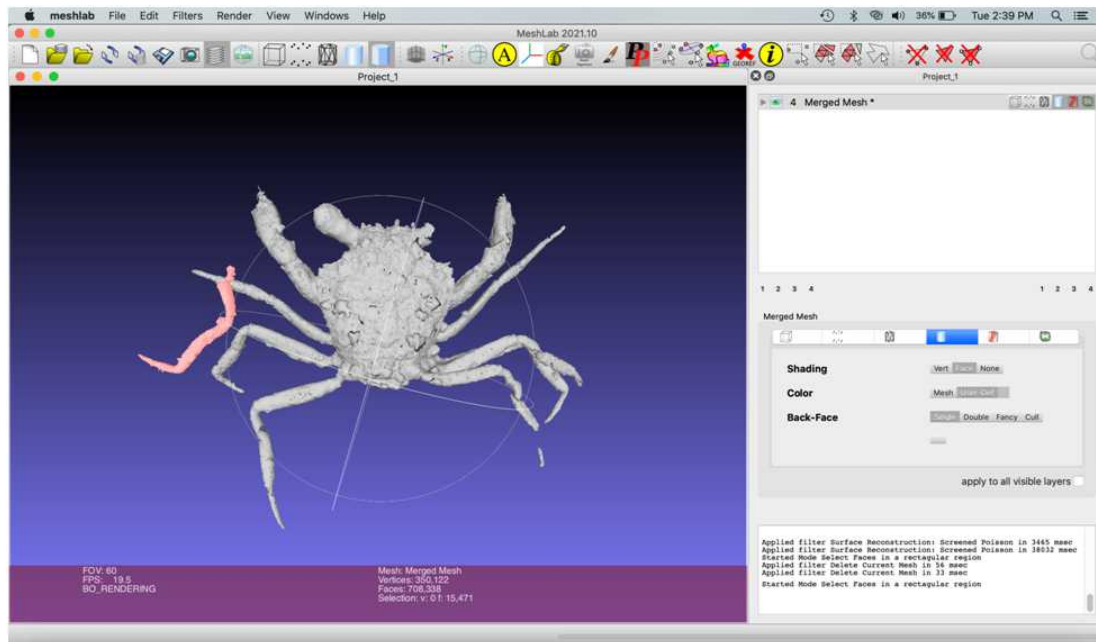 meshlab File Edit Filters Render View Windows Help 36% Tue 2:39 PM
MeshLab 2021.10
Project_1
Project_1
4 Merged Mesh *
1 2 3 4 1 2 3 4
Merged Mesh
Shading Vert Face None
Color Mesh
Back-Face Single Double Fancy Cull
apply to all visible layers
Applied filter Surface Reconstruction: Screened Poisson in 3465 msec
Applied filter Surface Reconstruction: Screened Poisson in 38032 msec
Started Mode Select Faces in a rectagular region
Applied filter Delete Current Mesh in 56 msec
Applied filter Delete Current Mesh in 33 msec
Started Mode Select Faces in a rectagular region
FOV: 60
FPS: 19.5
BO_RENDERING
Mesh: Merged Mesh
Vertices: 350,122
Faces: 708,338
Selection: v: 0 f: 15,471